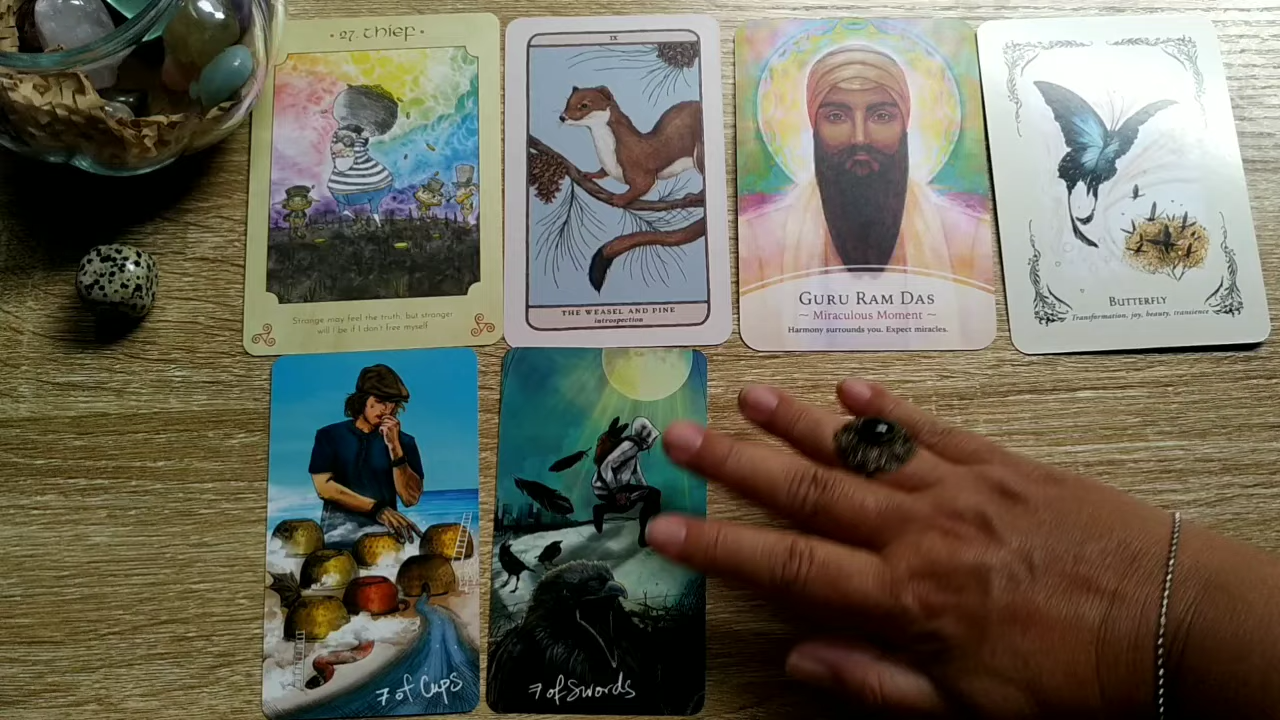 · 27. Thief ·
Strange may feel the truth, but stranger
will I be if I don't free myself
IX
THE WEASEL AND PINE
introspection
GURU RAM DAS
~ Miraculous Moment ~
Harmony surrounds you. Expect miracles.
BUTTERFLY
Transformation, joy, beauty, transience
7 of Cups
7 of Swords